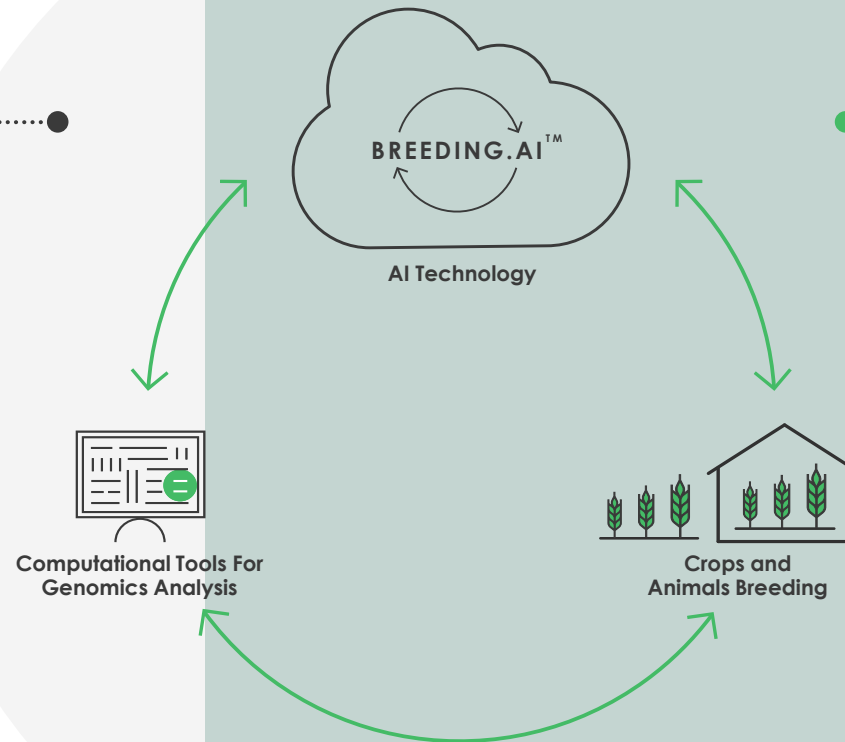 BREEDING.AI™
AI Technology
Computational Tools For
Genomics Analysis
Crops and
Animals Breeding